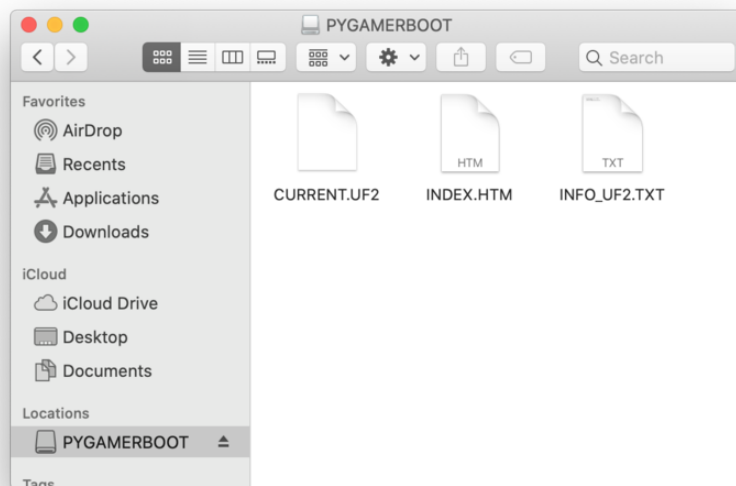 PYGAMERBOOT
Search
Favorites
AirDrop
Recents
Applications
Downloads
iCloud
iCloud Drive
Desktop
Documents
Locations
PYGAMERBOOT
Tags
CURRENT.UF2
HTM
INDEX.HTM
TXT
INFO_UF2.TXT